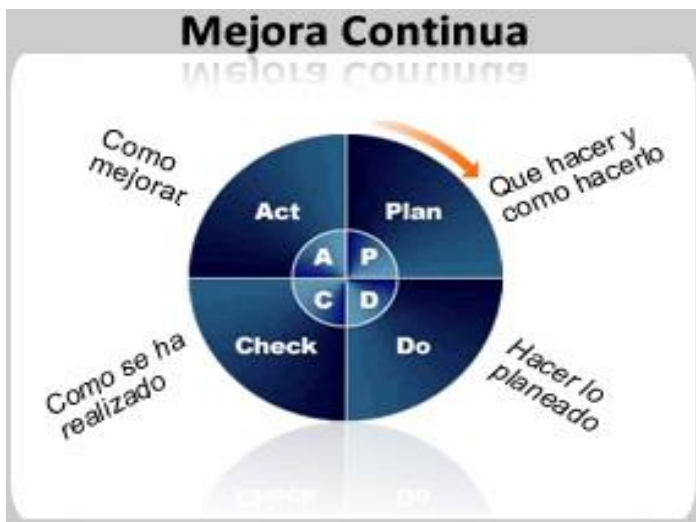 Mejora Continua
Como
mejorar
Que hacer y
como hacerlo
Act
Plan
A
P
C
D
Check
Do
Como se ha
realizado
Hacer lo
planeado